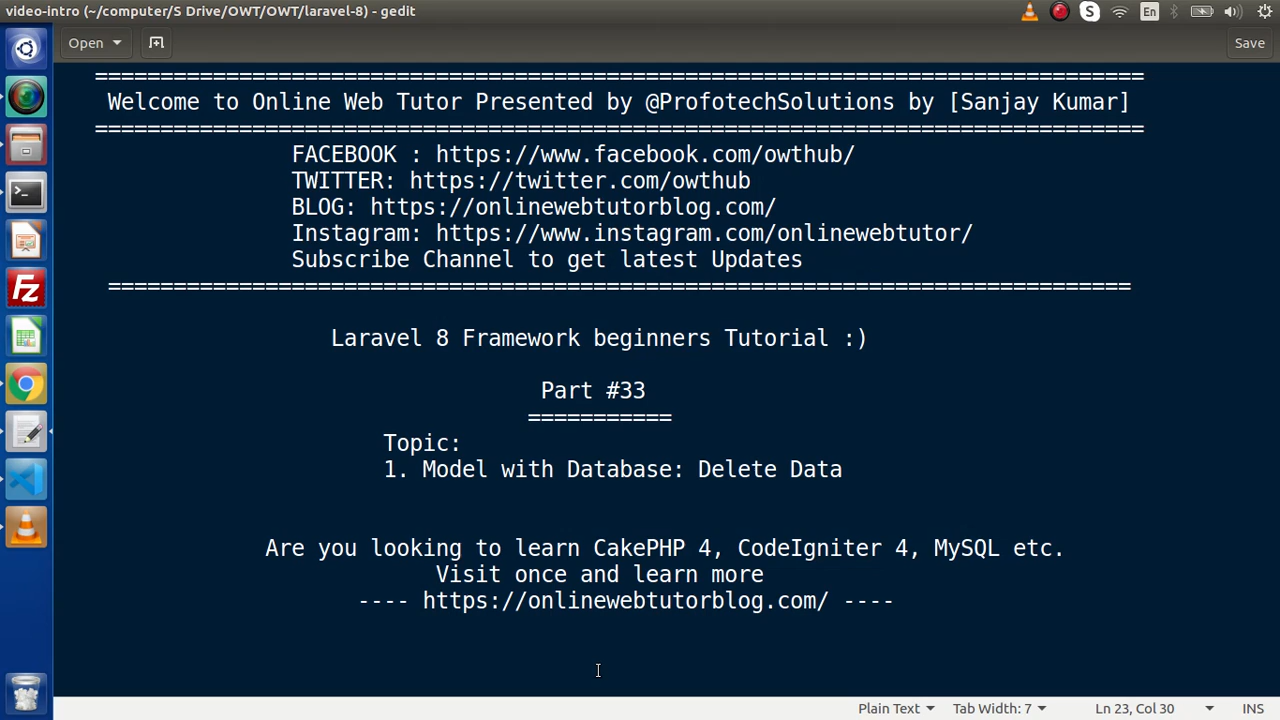 video-intro (~/computer/S Drive/OWT/OWT/laravel-8) - gedit
S
En
Open
Save
================================================================================
Welcome to Online Web Tutor Presented by @ProfotechSolutions by [Sanjay Kumar]
================================================================================
FACEBOOK : https://www.facebook.com/owthub/
TWITTER: https://twitter.com/owthub
BLOG: https://onlinewebtutorblog.com/
Instagram: https://www.instagram.com/onlinewebtutor/
Subscribe Channel to get latest Updates
==============================================================================
Laravel 8 Framework beginners Tutorial :)
Part #33
===========
Topic:
1. Model with Database: Delete Data
Are you looking to learn CakePHP 4, CodeIgniter 4, MySQL etc.
Visit once and learn more
---- https://onlinewebtutorblog.com/ ----
Fz
Plain Text
Tab Width: 7
Ln 23, Col 30
INS